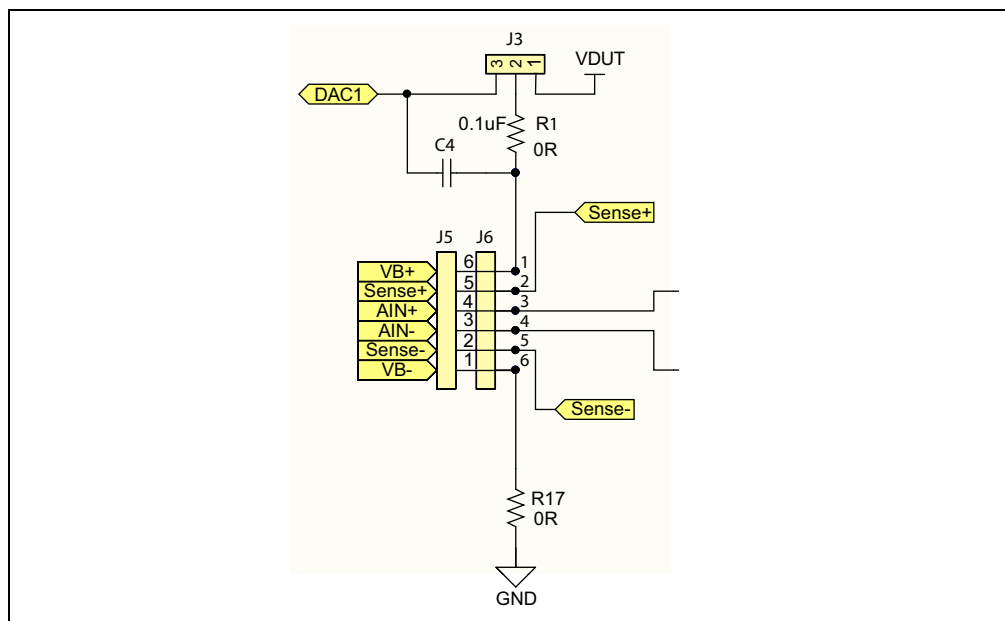 J3
3 2 1
VDUT
DAC1
0.1uF
R1
0R
C4
Sense+
J5
J6
VB+
6
1
Sense+
5
2
AIN+
4
3
AIN-
3
4
Sense-
2
5
VB-
1
6
Sense-
R17
0R
GND